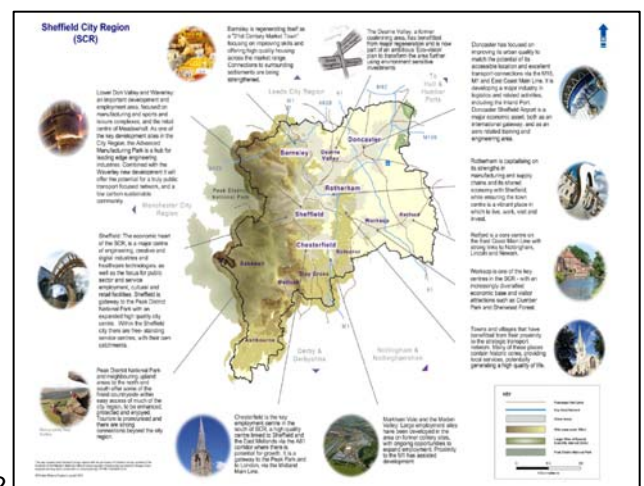 Sheffield City Region
(SCR)
Barnsley is regenerating itself as
a "21st Century Market Town"
focusing on improving skills and
offering high quality housing
across the market range.
Connections to surrounding
settlements are being
strengthened.
The Dearne Valley, a former
coalmining area, has benefitted
from major regeneration and is now
part of an ambitious Eco-vision
plan to transform the area further
using environment sensitive
investments.
Doncaster has focused on
improving its urban quality to
match the potential of its
accessible location and excellent
transport connections via the M18,
M1 and East Coast Main Line. It is
developing a major industry in
logistics and related activities,
including the Inland Port.
Doncaster Sheffield Airport is a
major economic asset, both as an
international gateway, and as an
aero related training and
engineering area.
Lower Don Valley and Waverley
an important development and
employment area, focused on
manufacturing and sports and
leisure complexes, and the retail
centre of Meadowhall. As one of
the key development sites in the
City Region, the Advanced
Manufacturing Park is a hub for
leading edge engineering
industries. Combined with the
Waverley new development it will
offer the potential for a truly public
transport focused network, and a
low carbon sustainable
community.
Leeds City Region
To
Hull &
Humber
Ports
Manchester City
Region
Peak District
National Park
Barnsley
Dearne
Valley
Doncaster
Rotherham
Sheffield
Worksop
Retford
Chesterfield
Bolsover
Bakewell
Matlock
Clay Cross
Ashbourne
M1
Derby &
Derbyshire
Nottingham &
Nottinghamshire
Rotherham is capitalising on
its strengths in
manufacturing and supply
chains and its shared
economy with Sheffield,
while ensuring the town
centre is a vibrant place in
which to live, work, visit and
invest.
Retford is a core centre on
the East Coast Main Line with
strong links to Nottingham,
Lincoln and Newark.
Worksop is one of the key
centres in the SCR - with an
increasingly diversified
economic base and visitor
attractions such as Clumber
Park and Sherwood Forest.
Towns and villages that have
benefitted from their proximity
to the strategic transport
network. Many of these places
contain historic cores, providing
local services, potentially
generating a high quality of life.
Sheffield: The economic heart
of the SCR, is a major centre of
engineering, creative and
digital industries and
healthcare technologies, as
well as the focus for public
sector and service
employment, cultural and
retail facilities. Sheffield is
gateway to the Peak District
National Park with an
expanded high quality city
centre. Within the Sheffield
city there are free-standing
service centres, with their own
catchments.
Peak District National Park
and neighbouring upland
areas to the north and
south offer some of the
finest countryside within
easy access of much of the
city region, to be enhanced,
protected and enjoyed.
Tourism is pronounced and
there are strong
connections beyond the city
region.
Chesterfield is the key
employment centre in the
south of SCR, a high quality
centre linked to Sheffield and
the East Midlands via the A61
corridor where there is
potential for growth. It is a
gateway to the Peak Park and
to London, via the Midland
Main Line.
Markham Vale and the Meden
Valley: Large employment sites
have been developed in the
area on former colliery sites,
with ongoing opportunities to
expand employment. Proximity
to the M1 has assisted
development.
KEY